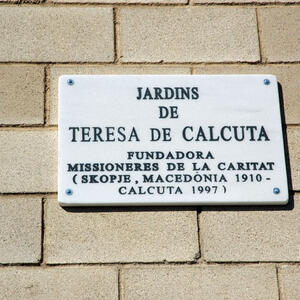 JARDINS
DE
TERESA DE CALCUTA
FUNDADORA
MISSIONERES DE LA CARITAT
( SKOPJE , MACEDÒNIA 1910 -
CALCUTA 1997 )